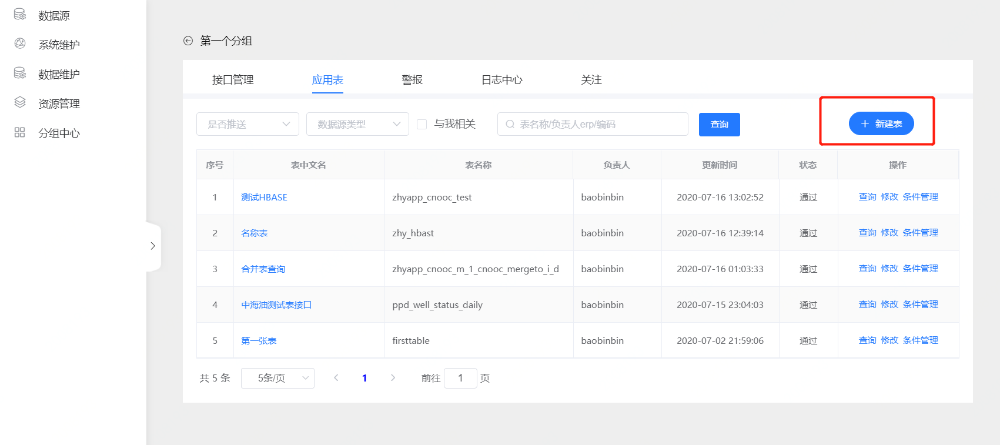 数据源
系统维护
数据维护
资源管理
分组中心
第一个分组
接口管理 应用表 警报 日志中心 关注
是否推送 数据源类型 与我相关 表名称/负责人erp/编码 查询 新建表
序号 表中文名 表名称 负责人 更新时间 状态 操作
1 测试HBASE zhyapp_cnooc_test baobinbin 2020-07-16 13:02:52 通过 查询 修改 条件管理
2 名称表 zhy_hbast baobinbin 2020-07-16 12:39:14 通过 查询 修改 条件管理
3 合并表查询 zhyapp_cnooc_m_1_cnooc_mergeto_i_d baobinbin 2020-07-16 01:03:33 通过 查询 修改 条件管理
4 中海油测试表接口 ppd_well_status_daily baobinbin 2020-07-15 23:04:03 通过 查询 修改 条件管理
5 第一张表 firsttable baobinbin 2020-07-02 21:59:06 通过 查询 修改 条件管理
共 5 条 5条/页 1 前往 1 页